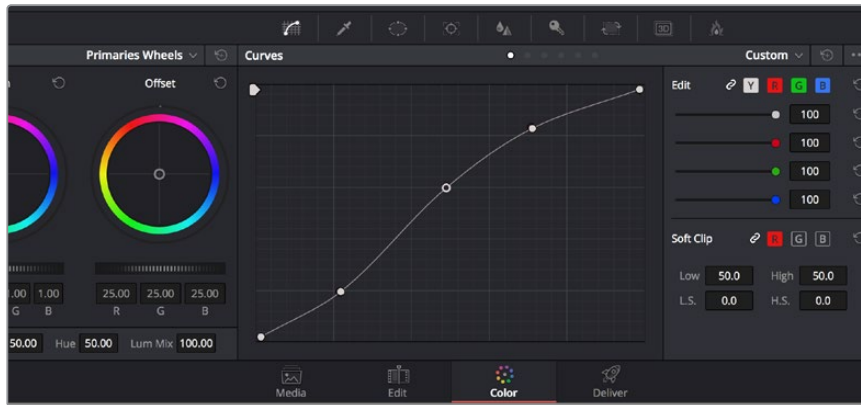 Primaries Wheels
Curves
Custom
Offset
Edit Y R G B
100
100
100
100
Soft Clip R G B
Low 50.0 High 50.0
L.S. 0.0 H.S. 0.0
1.00 25.00 25.00 25.00
G B R G B
50.00 Hue 50.00 Lum Mix 100.00
Media Edit Color Deliver